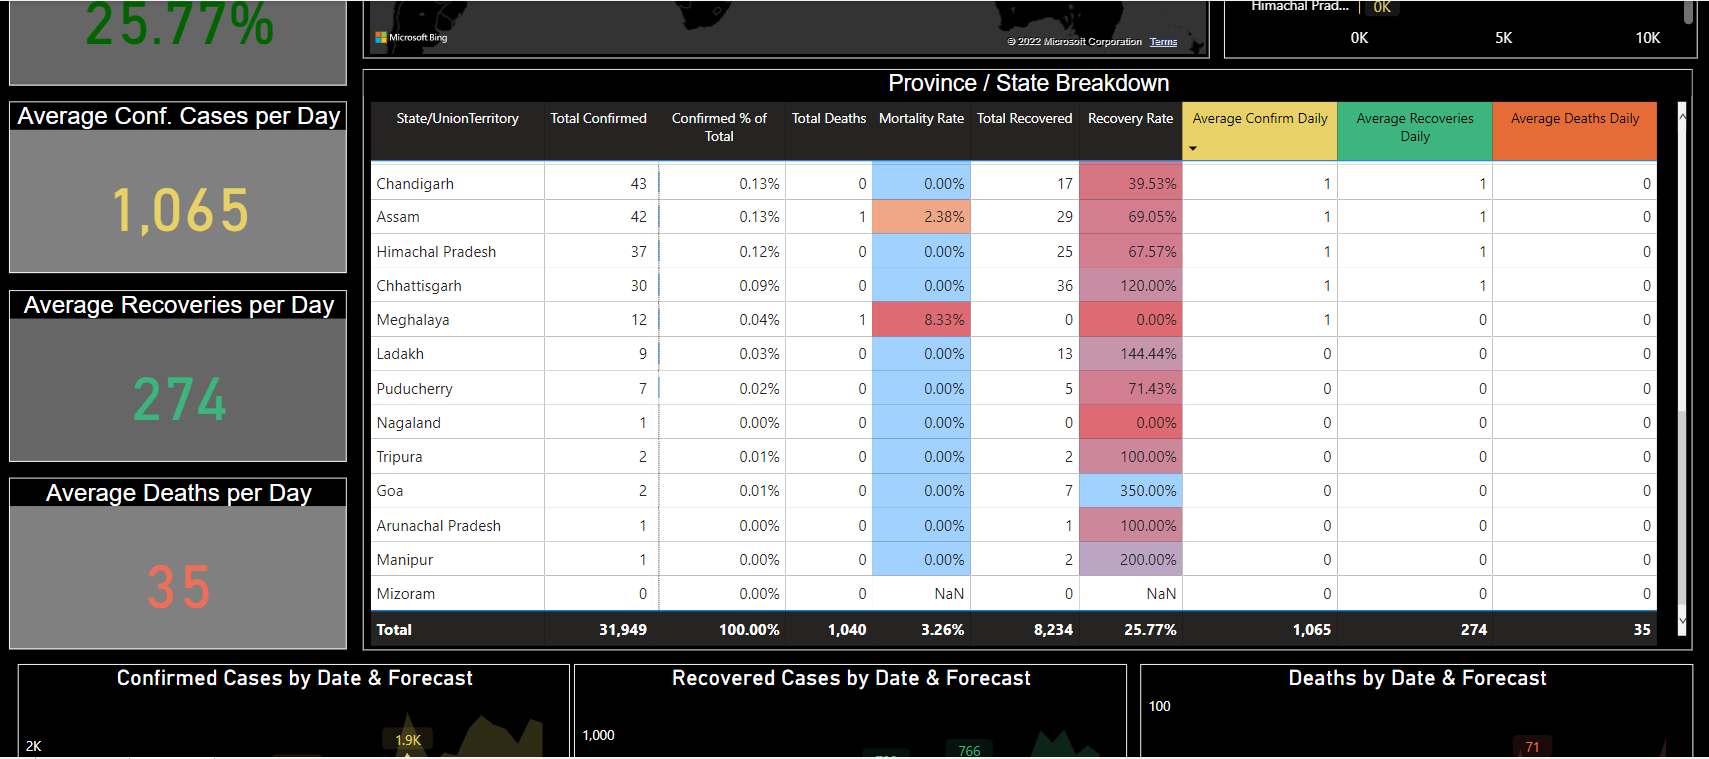 25.77%
Microsoft Bing
© 2022 Microsoft Corporation Terms
Himachal Prad... 0K
0K 5K 10K
Average Conf. Cases per Day
1,065
Average Recoveries per Day
274
Average Deaths per Day
35
Province / State Breakdown
State/UnionTerritory Total Confirmed Confirmed % of Total Total Deaths Mortality Rate Total Recovered Recovery Rate Average Confirm Daily Average Recoveries Daily Average Deaths Daily
Chandigarh 43 0.13% 0 0.00% 17 39.53% 1 1 0
Assam 42 0.13% 1 2.38% 29 69.05% 1 1 0
Himachal Pradesh 37 0.12% 0 0.00% 25 67.57% 1 1 0
Chhattisgarh 30 0.09% 0 0.00% 36 120.00% 1 1 0
Meghalaya 12 0.04% 1 8.33% 0 0.00% 1 0 0
Ladakh 9 0.03% 0 0.00% 13 144.44% 0 0 0
Puducherry 7 0.02% 0 0.00% 5 71.43% 0 0 0
Nagaland 1 0.00% 0 0.00% 0 0.00% 0 0 0
Tripura 2 0.01% 0 0.00% 2 100.00% 0 0 0
Goa 2 0.01% 0 0.00% 7 350.00% 0 0 0
Arunachal Pradesh 1 0.00% 0 0.00% 1 100.00% 0 0 0
Manipur 1 0.00% 0 0.00% 2 200.00% 0 0 0
Mizoram 0 0.00% 0 NaN 0 NaN 0 0 0
Total 31,949 100.00% 1,040 3.26% 8,234 25.77% 1,065 274 35
Confirmed Cases by Date & Forecast
2K
1.9K
Recovered Cases by Date & Forecast
1,000
766
Deaths by Date & Forecast
100
71